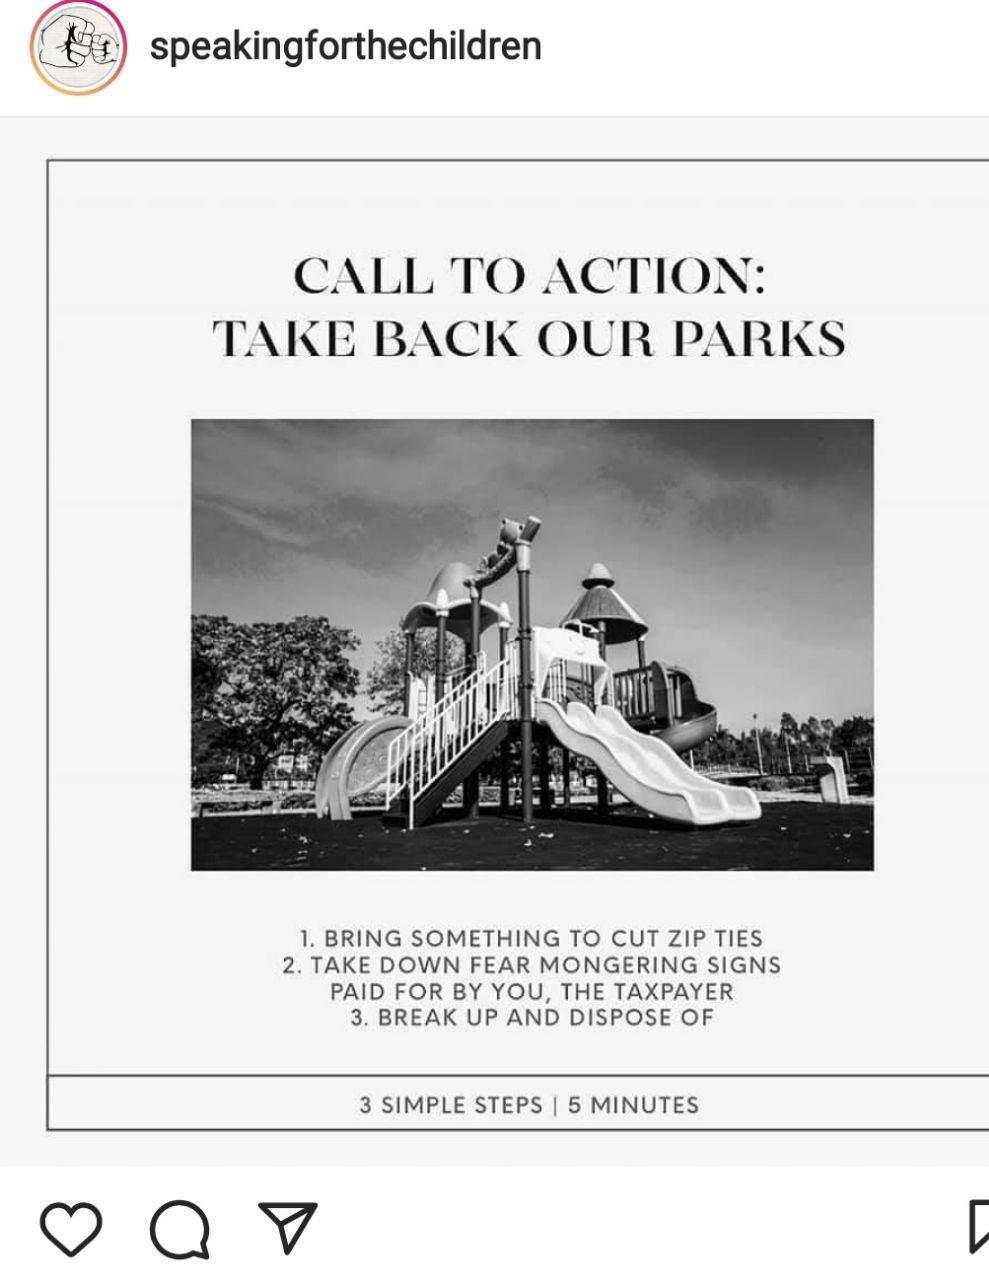 speakingforthechildren
CALL TO ACTION:
TAKE BACK OUR PARKS
1. BRING SOMETHING TO CUT ZIP TIES
2. TAKE DOWN FEAR MONGERING SIGNS
PAID FOR BY YOU, THE TAXPAYER
3. BREAK UP AND DISPOSE OF
3 SIMPLE STEPS | 5 MINUTES